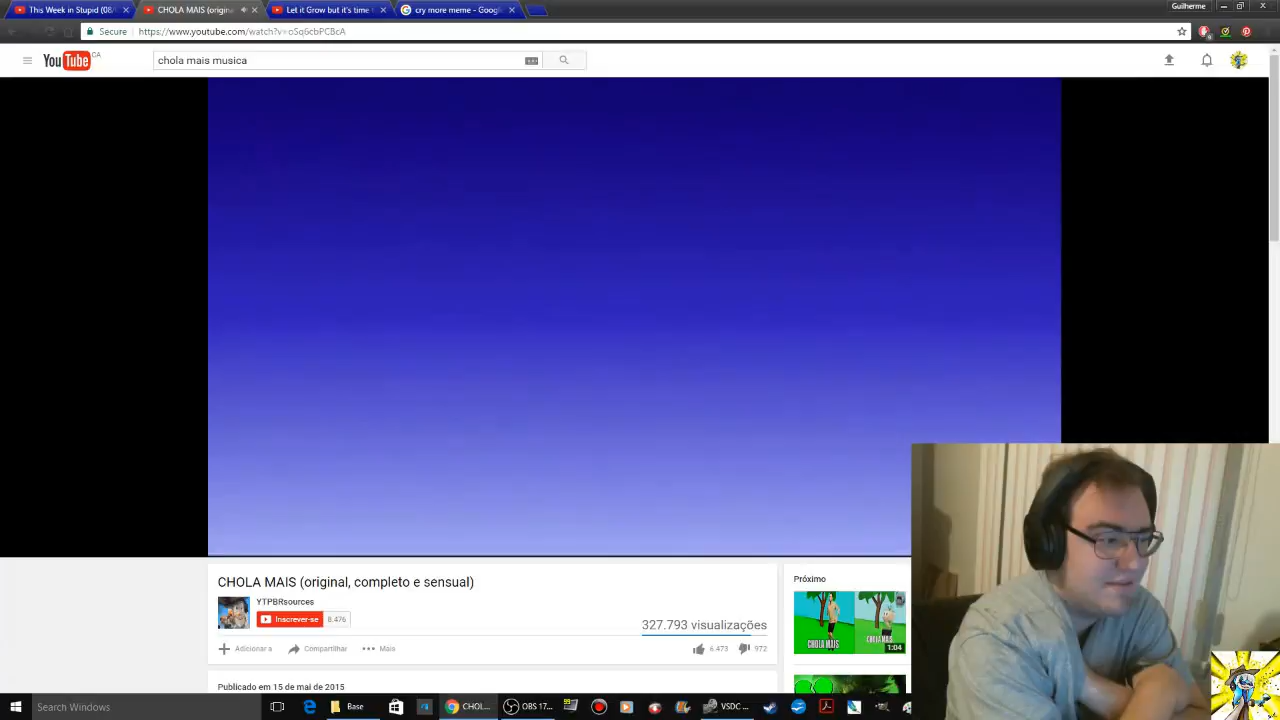 This Week in Stupid (08/
CHOLA MAIS (origina
Let it Grow but it's time
cry more meme - Googl
Guilherme
Secure
https://www.youtube.com/watch?v=oSq6cbPCBcA
YouTube CA
chola mais musica
CHOLA MAIS (original, completo e sensual)
YTPBRsources
Inscrever-se
8,476
327.793 visualizações
Adicionar a
Compartilhar
Mais
6.473
972
Publicado em 15 de mai de 2015
Próximo
CHOLA MAIS
CHOLA MAIS
1:04
Search Windows
Base
CHOL...
OBS 17...
VSDC ...